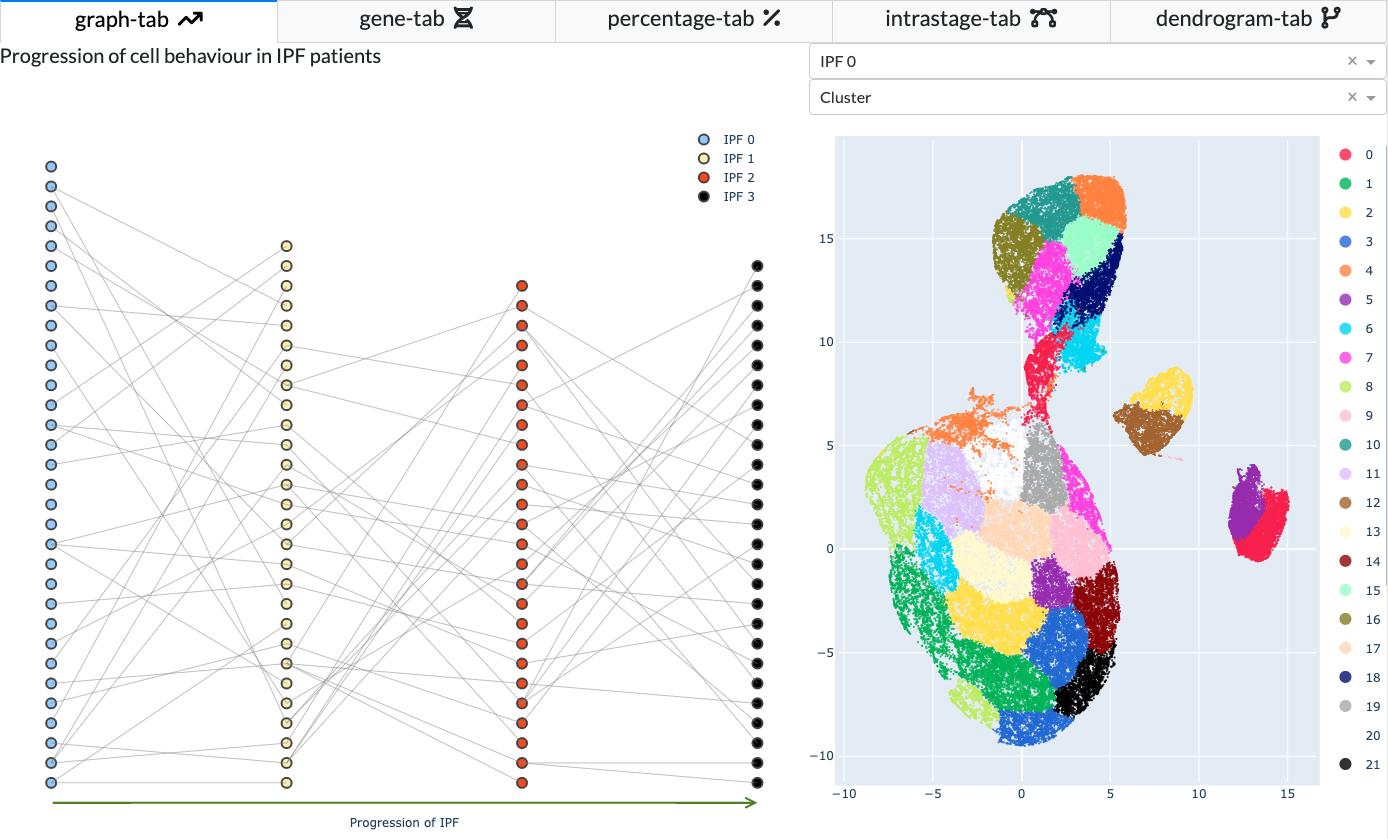 graph-tab
gene-tab
percentage-tab
intrastage-tab
dendrogram-tab
Progression of cell behaviour in IPF patients
IPF 0
Cluster
IPF 0
IPF 1
IPF 2
IPF 3
Progression of IPF
15
10
5
0
−5
−10
−10
−5
0
5
10
15
0
1
2
3
4
5
6
7
8
9
10
11
12
13
14
15
16
17
18
19
20
21